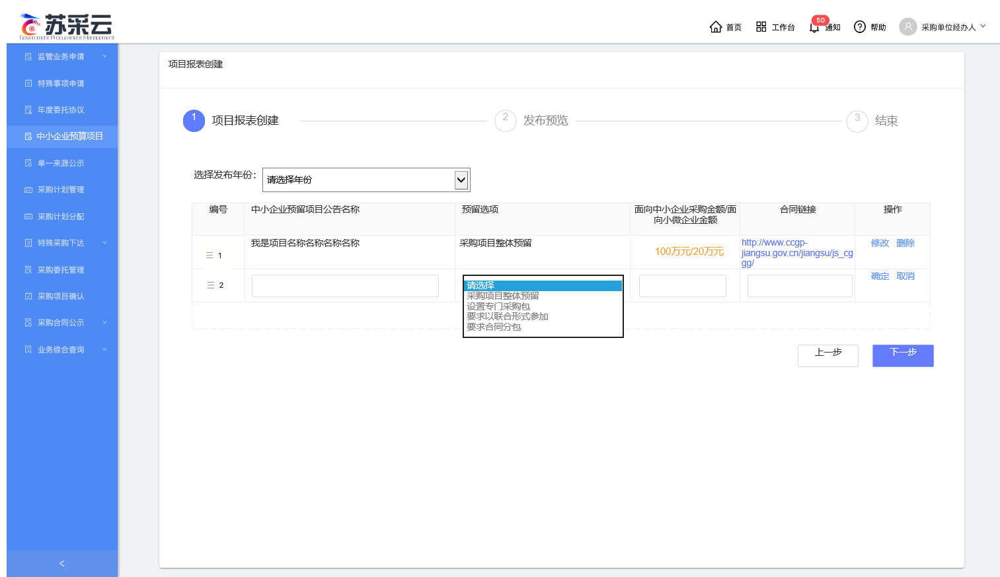 苏采云
Government Procurement Management
首页
工作台
50
通知
帮助
采购单位经办人
监管业务申请
特殊事项申请
年度委托协议
中小企业预算项目
单一来源公示
采购计划管理
采购计划分配
特殊采购下达
采购委托管理
采购项目确认
采购合同公示
业务综合查询
项目报表创建
1 项目报表创建
2 发布预览
3 结束
选择发布年份：
请选择年份
编号 中小企业预留项目公告名称 预留选项 面向中小企业采购金额/面 合同链接 操作
向小微企业金额
1 我是项目名称名称名称名称 采购项目整体预留 100万元/20万元
http://www.ccgp-
jiangsu.gov.cn/jiangsu/js_cg
gg/
修改 删除
2
请选择
采购项目整体预留
设置专门采购包
要求以联合形式参加
要求合同分包
确定 取消
上一步 下一步